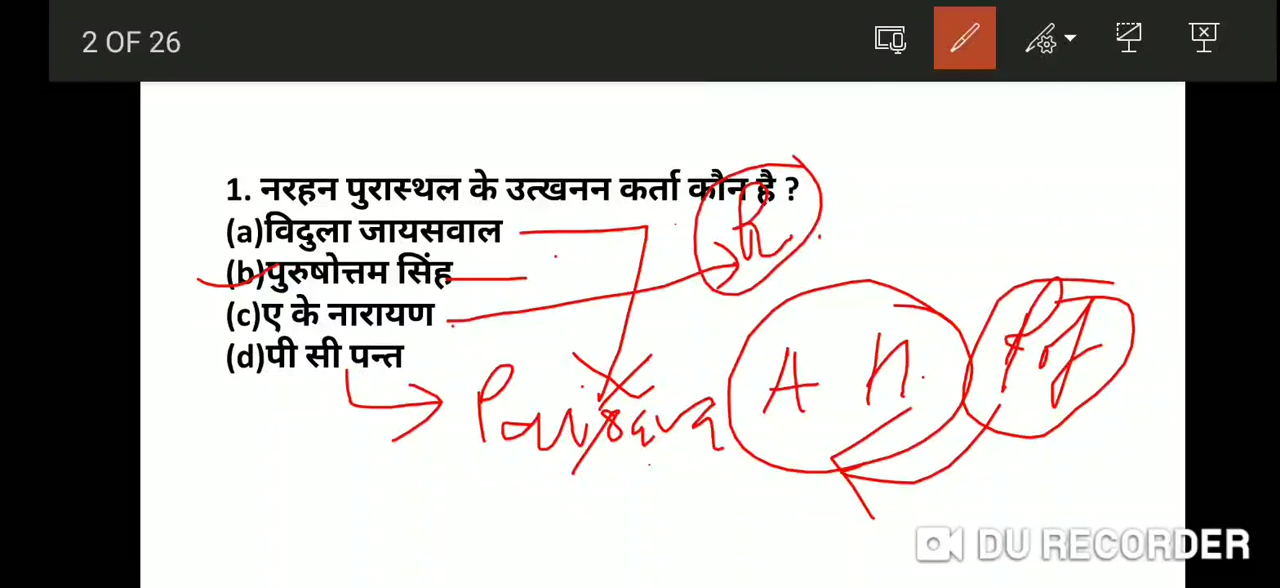 2 OF 26
1. नरहन पुरास्थल के उत्खनन कर्ता कौन है ?
(a)विदुला जायसवाल
(b)पुरुषोत्तम सिंह
(c)ए के नारायण
(d)पी सी पन्त
R
A n.
DU RECORDER